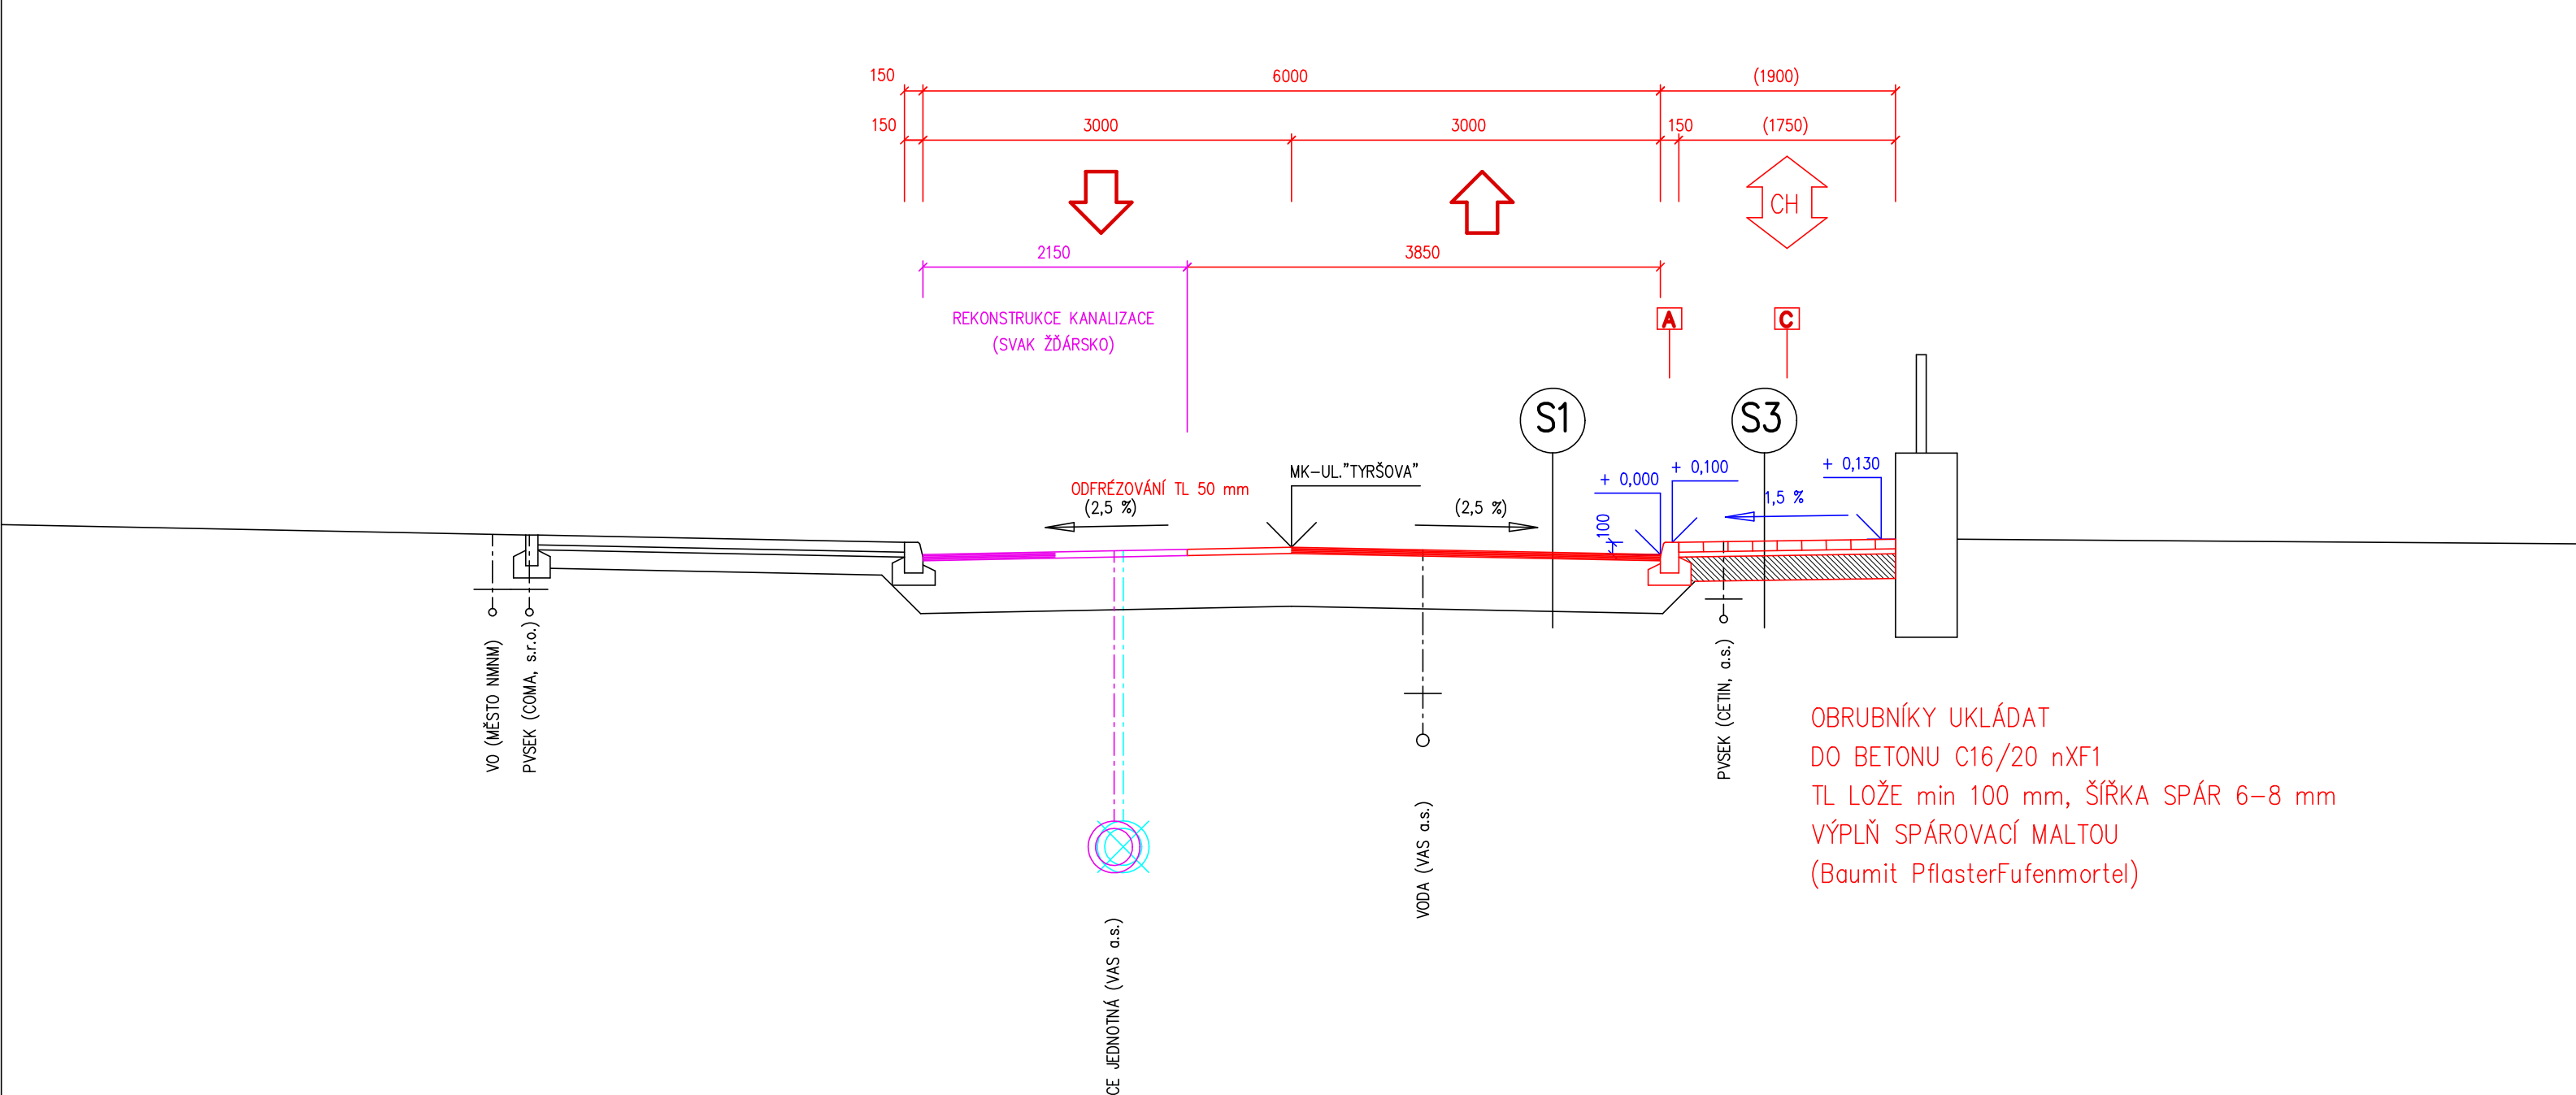 150
6000
(1900)
150
3000
3000
150
(1750)
CH
2150
3850
REKONSTRUKCE KANALIZACE
(SVAK ŽĎÁRSKO)
A
C
S1
S3
MK-UL."TYRŠOVA"
ODFRÉZOVÁNÍ TL 50 mm
(2,5 %)
(2,5 %)
+ 0,000
+ 0,100
+ 0,130
1,5 %
100
VO (MĚSTO NMNM)
PVSEK (COMA, s.r.o.)
PVSEK (CETIN, a.s.)
VODA (VAS a.s.)
CE JEDNOTNÁ (VAS a.s.)
OBRUBNÍKY UKLÁDAT
DO BETONU C16/20 nXF1
TL LOŽE min 100 mm, ŠÍŘKA SPÁR 6-8 mm
VÝPLŇ SPÁROVACÍ MALTOU
(Baumit PflasterFufenmortel)